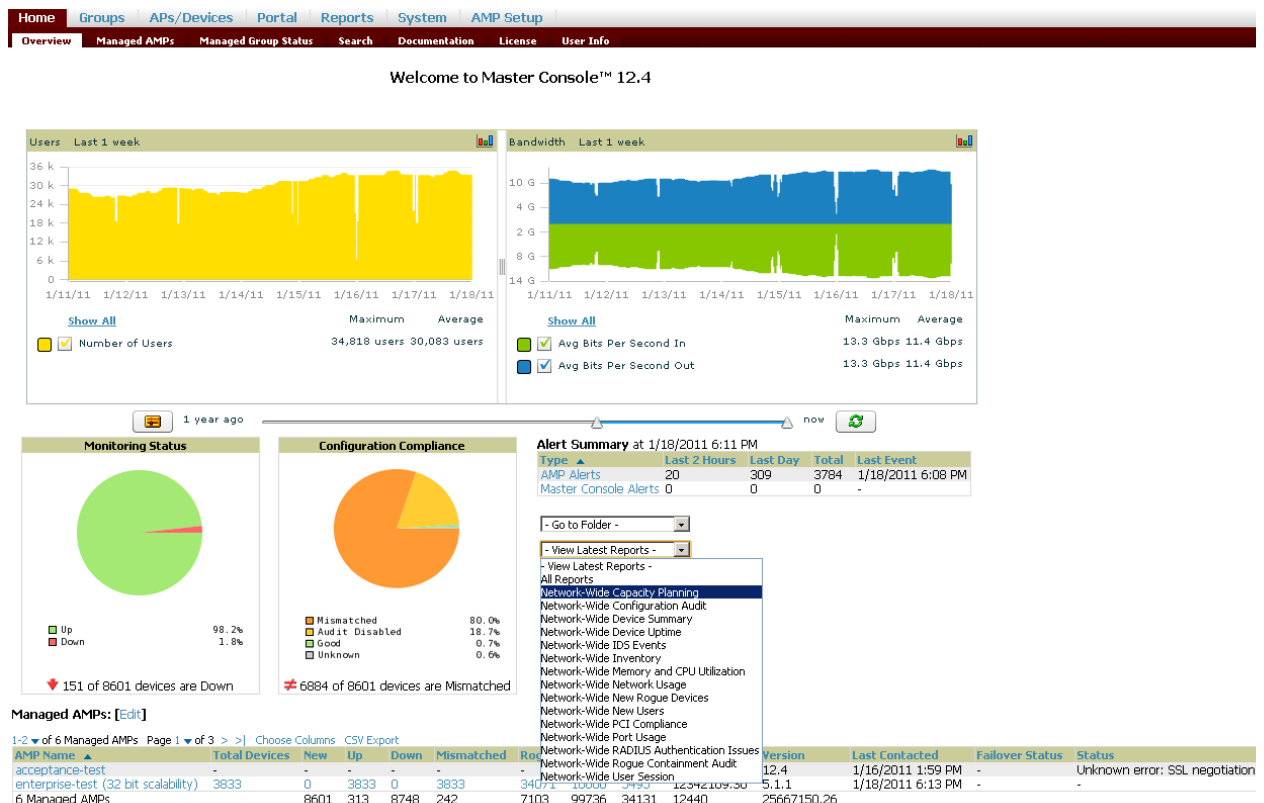 Home Groups APs/Devices Portal Reports System AMP Setup
Overview Managed AMPs Managed Group Status Search Documentation License User Info
Welcome to Master Console™ 12.4
Users Last 1 week
36 k
30 k
24 k
18 k
12 k
6 k
0
1/11/11 1/12/11 1/13/11 1/14/11 1/15/11 1/16/11 1/17/11 1/18/11
Show All Maximum Average
Number of Users 34,818 users 30,083 users
Bandwidth Last 1 week
10 G
4 G
2 G
8 G
14 G
1/11/11 1/12/11 1/13/11 1/14/11 1/15/11 1/16/11 1/17/11 1/18/11
Show All Maximum Average
Avg Bits Per Second In 13.3 Gbps 11.4 Gbps
Avg Bits Per Second Out 13.3 Gbps 11.4 Gbps
1 year ago now
Monitoring Status
Up 98.2%
Down 1.8%
151 of 8601 devices are Down
Configuration Compliance
Mismatched 80.0%
Audit Disabled 18.7%
Good 0.7%
Unknown 0.6%
6884 of 8601 devices are Mismatched
Alert Summary at 1/18/2011 6:11 PM
Type Last 2 Hours Last Day Total Last Event
AMP Alerts 20 309 3784 1/18/2011 6:08 PM
Master Console Alerts 0 0 0 -
- Go to Folder -
- View Latest Reports -
- View Latest Reports -
All Reports
Network-Wide Capacity Planning
Network-Wide Configuration Audit
Network-Wide Device Summary
Network-Wide Device Uptime
Network-Wide IDS Events
Network-Wide Inventory
Network-Wide Memory and CPU Utilization
Network-Wide Network Usage
Network-Wide New Rogue Devices
Network-Wide New Users
Network-Wide PCI Compliance
Network-Wide Port Usage
Network-Wide RADIUS Authentication Issues
Network-Wide Rogue Containment Audit
Network-Wide User Session
Managed AMPs: [Edit]
1-2 of 6 Managed AMPs Page 1 of 3 > >| Choose Columns CSV Export
AMP Name Total Devices New Up Down Mismatched Version Last Contacted Failover Status Status
acceptance-test - - - - - 12.4 1/16/2011 1:59 PM - Unknown error: SSL negotiation
enterprise-test (32 bit scalability) 3833 0 3833 0 3833 5.1.1 1/18/2011 6:13 PM - -
6 Managed AMPs 8601 313 8748 242 7103 99736 34131 12440 25667150.26